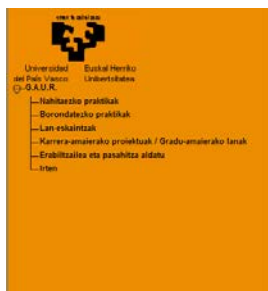 Universidad Euskal Herriko
del País Vasco Unibertsitatea
G.A.U.R.
Nahitaezko praktikak
Borondatezko praktikak
Lan-eskaintzak
Karrera-amaierako proiektuak / Gradu-amaierako lanak
Erabiltzailea eta pasahitza aldatu
Irten